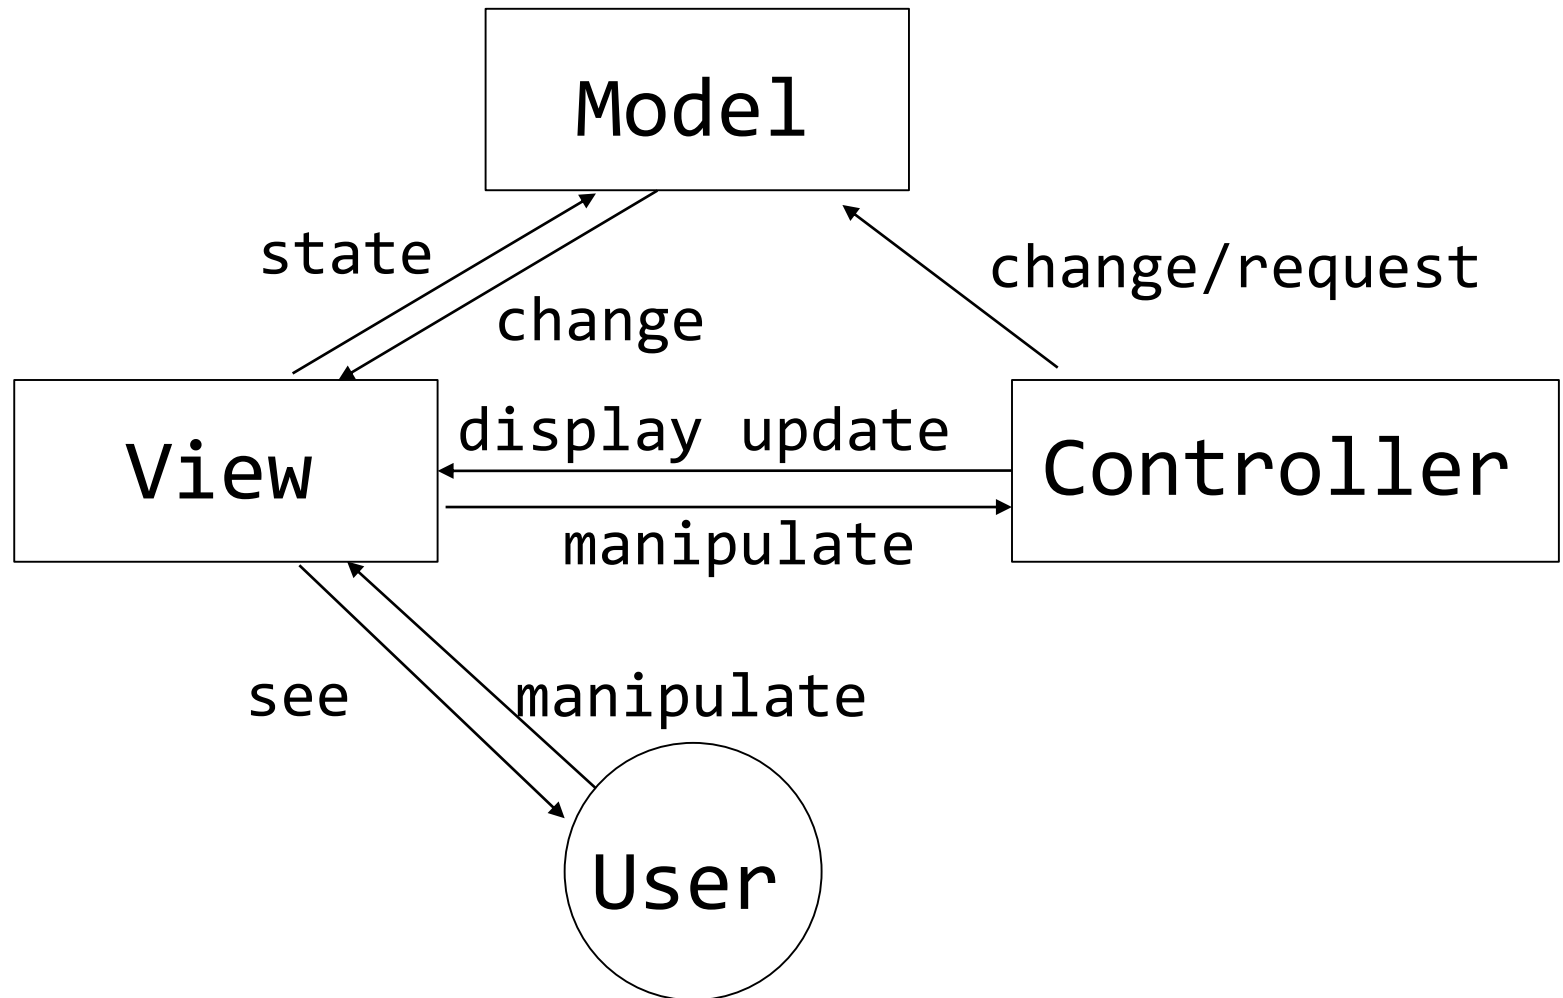 Model
state
change/request
change
display update
View
Controller
manipulate
see
manipulate
User